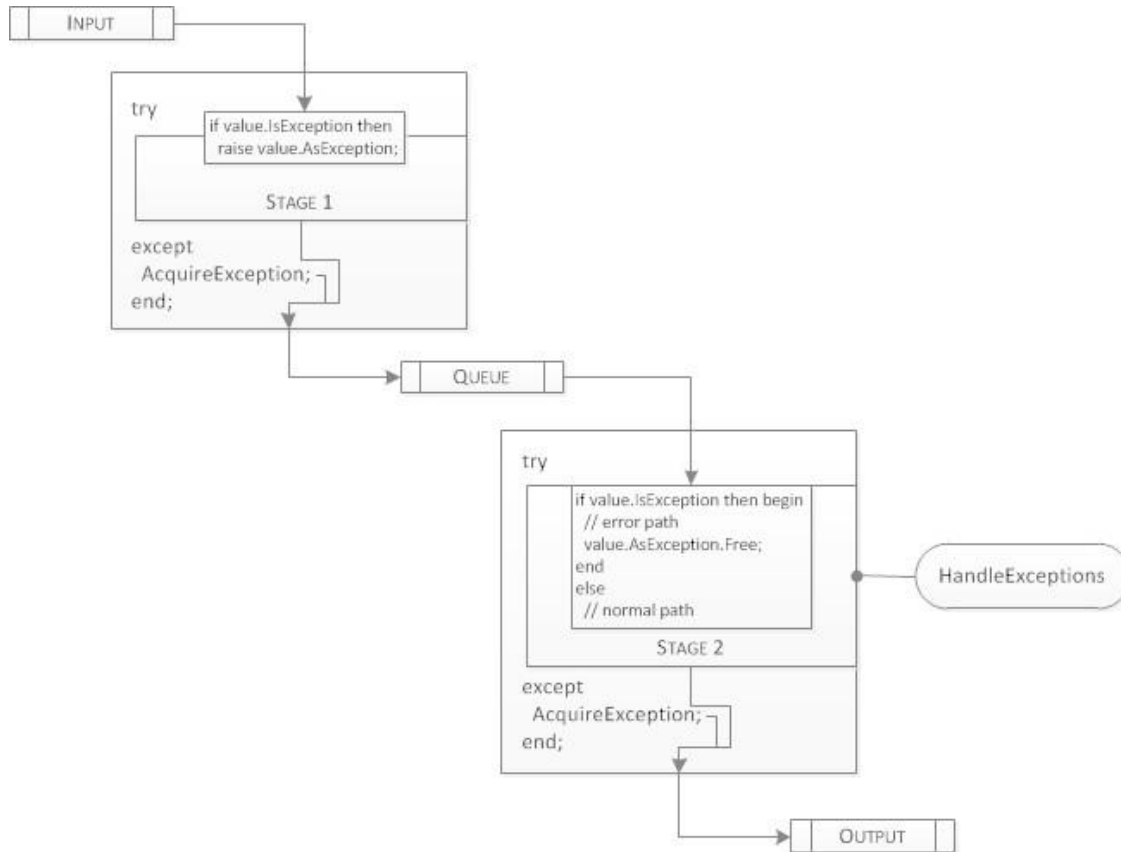 INPUT
try
if value.IsException then
raise value.AsException;
STAGE 1
except
AcquireException;
end;
QUEUE
try
if value.IsException then begin
// error path
value.AsException.Free;
end
else
// normal path
STAGE 2
HandleExceptions
except
AcquireException;
end;
OUTPUT